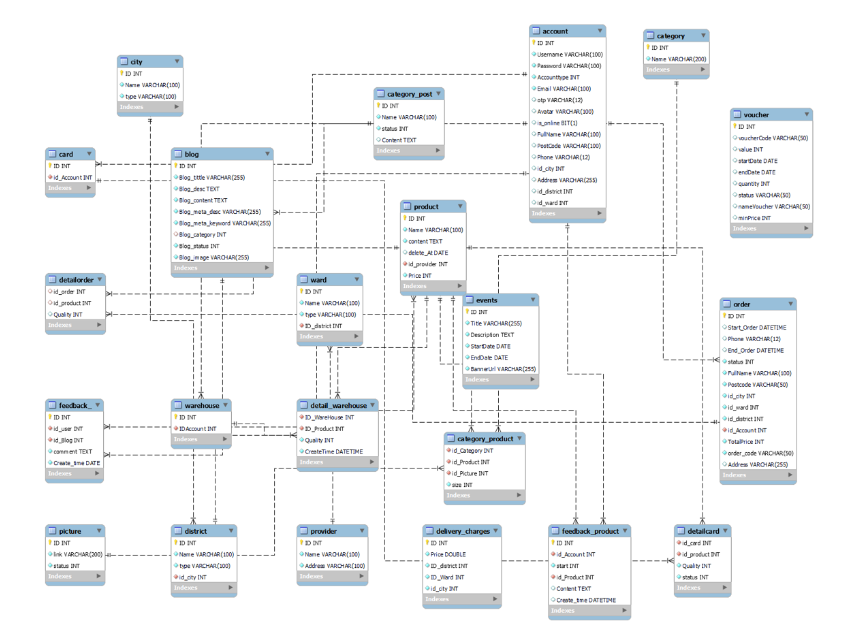 account
ID INT
Username VARCHAR(100)
Password VARCHAR(100)
Accounttype INT
Email VARCHAR(100)
otp VARCHAR(12)
Avatar VARCHAR(100)
is_online BIT(1)
FullName VARCHAR(100)
PostCode VARCHAR(100)
Phone VARCHAR(12)
id_city INT
Address VARCHAR(255)
id_district INT
id_ward INT
Indexes
category
ID INT
Name VARCHAR(200)
Indexes
city
ID INT
Name VARCHAR(100)
type VARCHAR(100)
Indexes
category_post
ID INT
Name VARCHAR(100)
status INT
Content TEXT
Indexes
voucher
ID INT
voucherCode VARCHAR(50)
value INT
startDate DATE
endDate DATE
quantity INT
status VARCHAR(50)
nameVoucher VARCHAR(50)
minPrice INT
card
ID INT
id_Account INT
Indexes
blog
ID INT
Blog_tittle VARCHAR(255)
Blog_desc TEXT
Blog_content TEXT
Blog_meta_desc VARCHAR(255)
Blog_meta_keyword VARCHAR(255)
Blog_category INT
Blog_status INT
Blog_image VARCHAR(255)
Indexes
product
ID INT
Name VARCHAR(100)
content TEXT
delete_At DATE
id_provider INT
Price INT
Indexes
detailorder
id_order INT
id_product INT
Quality INT
Indexes
ward
ID INT
Name VARCHAR(100)
type VARCHAR(100)
ID_district INT
Indexes
events
ID INT
Title VARCHAR(255)
Description TEXT
StartDate DATE
EndDate DATE
BannerUrl VARCHAR(255)
Indexes
order
ID INT
Start_Order DATETIME
Phone VARCHAR(12)
End_Order DATETIME
status INT
FullName VARCHAR(100)
Postcode VARCHAR(50)
id_city INT
id_ward INT
id_district INT
id_Account INT
TotalPrice INT
order_code VARCHAR(50)
Address VARCHAR(255)
Indexes
feedback_
ID INT
id_user INT
id_Blog INT
comment TEXT
Create_time DATE
Indexes
warehouse
ID INT
IDAccount INT
Indexes
detail_warehouse
ID_WareHouse INT
ID_Product INT
Quality INT
CreateTime DATETIME
Indexes
category_product
id_Category INT
id_Product INT
id_Picture INT
size INT
Indexes
picture
ID INT
link VARCHAR(200)
status INT
Indexes
district
ID INT
Name VARCHAR(100)
type VARCHAR(100)
id_city INT
Indexes
provider
ID INT
Name VARCHAR(100)
Address VARCHAR(100)
Indexes
delivery_charges
ID INT
Price DOUBLE
ID_district INT
ID_Ward INT
id_city INT
Indexes
feedback_product
ID INT
id_Account INT
start INT
id_Product INT
Content TEXT
Create_time DATETIME
Indexes
detailcard
id_card INT
id_product INT
Quality INT
status INT
Indexes